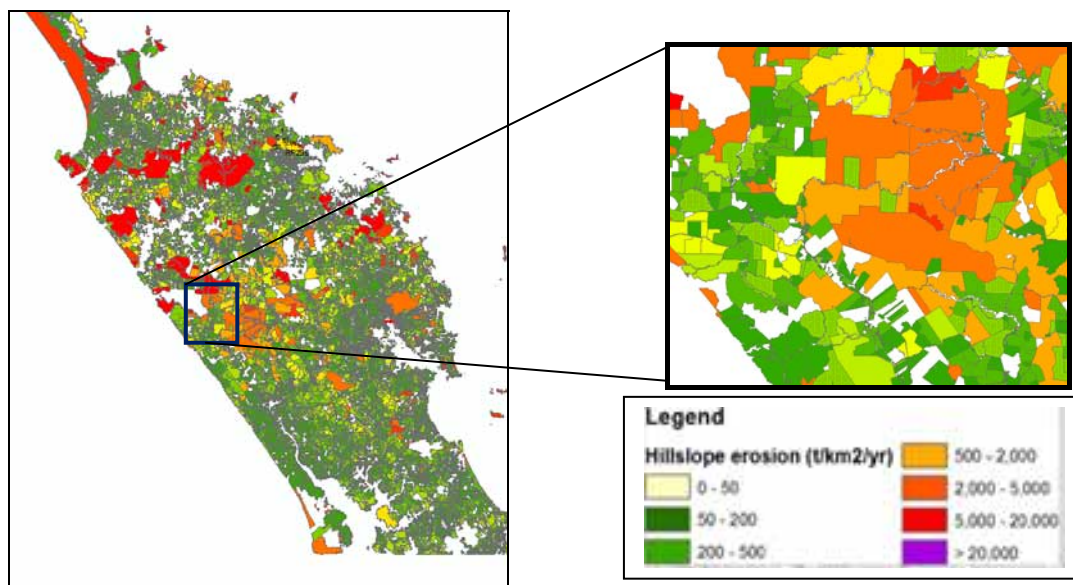 Legend
Hillslope erosion (t/km2/yr)
0 - 50
50 - 200
200 - 500
500 - 2,000
2,000 - 5,000
5,000 - 20,000
> 20,000